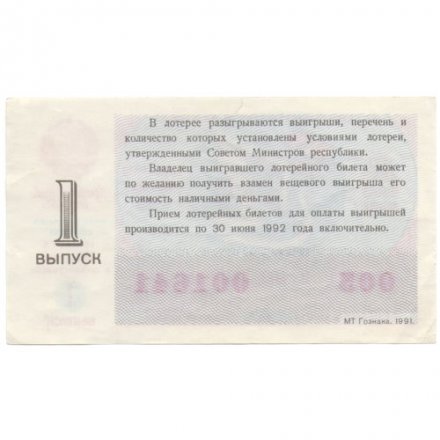 В лотерее разыгрываются выигрыши, перечень и
количество которых установлены условиями лотереи,
утвержденными Советом Министров республики.
Владелец выигравшего лотерейного билета может
по желанию получить взамен вещевого выигрыша его
стоимость наличными деньгами.
Прием лотерейных билетов для оплаты выигрышей
производится по 30 июня 1992 года включительно.
1
ВЫПУСК
001641 005
МТ Гознака. 1991.